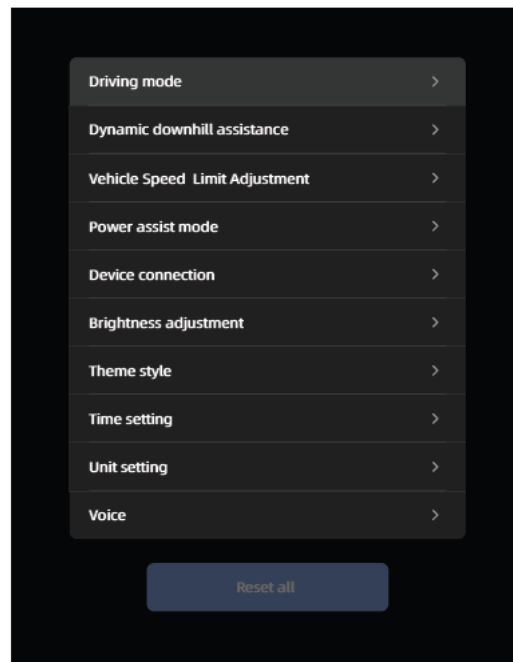 Driving mode
Dynamic downhill assistance
Vehicle Speed Limit Adjustment
Power assist mode
Device connection
Brightness adjustment
Theme style
Time setting
Unit setting
Voice
Reset all